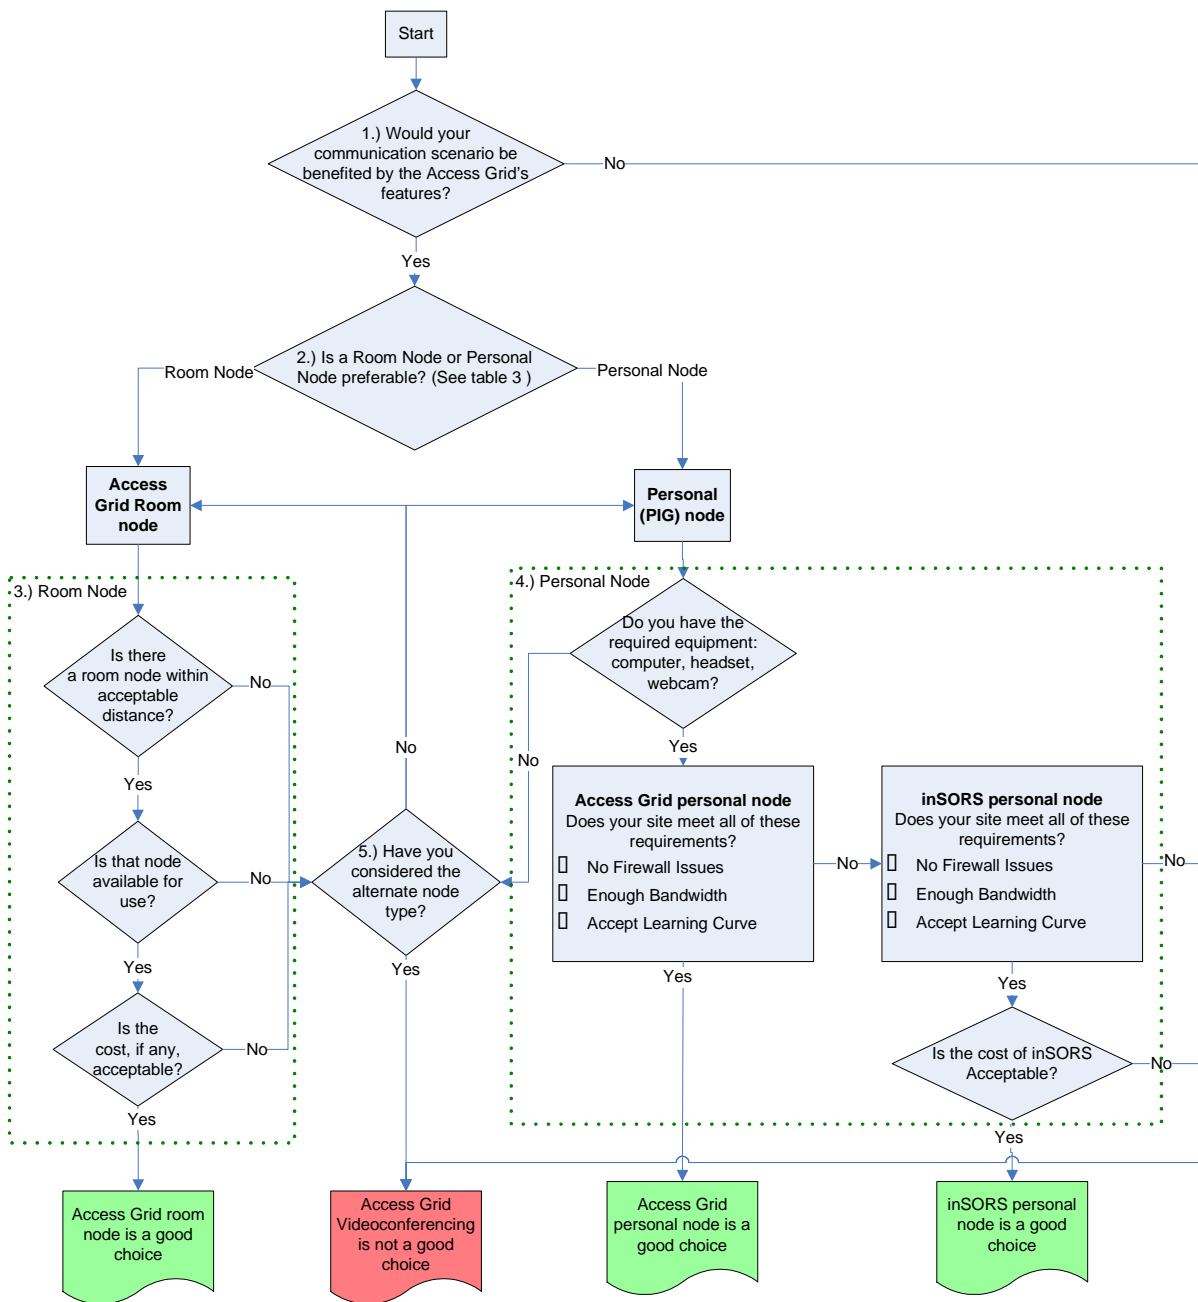 Start
1.) Would your
communication scenario be
benefited by the Access Grid's
features?
No
Yes
2.) Is a Room Node or Personal
Node preferable? (See table 3 )
Room Node
Personal Node
Access
Grid Room
node
Personal
(PIG) node
3.) Room Node
4.) Personal Node
Is there
a room node within
acceptable
distance?
No
Yes
Is that node
available for
use?
No
Yes
Is the
cost, if any,
acceptable?
No
Yes
No
5.) Have you
considered the
alternate node
type?
Yes
Do you have the
required equipment:
computer, headset,
webcam?
No
Yes
Access Grid personal node
Does your site meet all of these
requirements?
No Firewall Issues
Enough Bandwidth
Accept Learning Curve
No
Yes
inSORS personal node
Does your site meet all of these
requirements?
No Firewall Issues
Enough Bandwidth
Accept Learning Curve
No
Yes
Is the cost of inSORS
Acceptable?
No
Yes
Access Grid room
node is a good
choice
Access Grid
Videoconferencing
is not a good
choice
Access Grid
personal node is a
good choice
inSORS personal
node is a good
choice